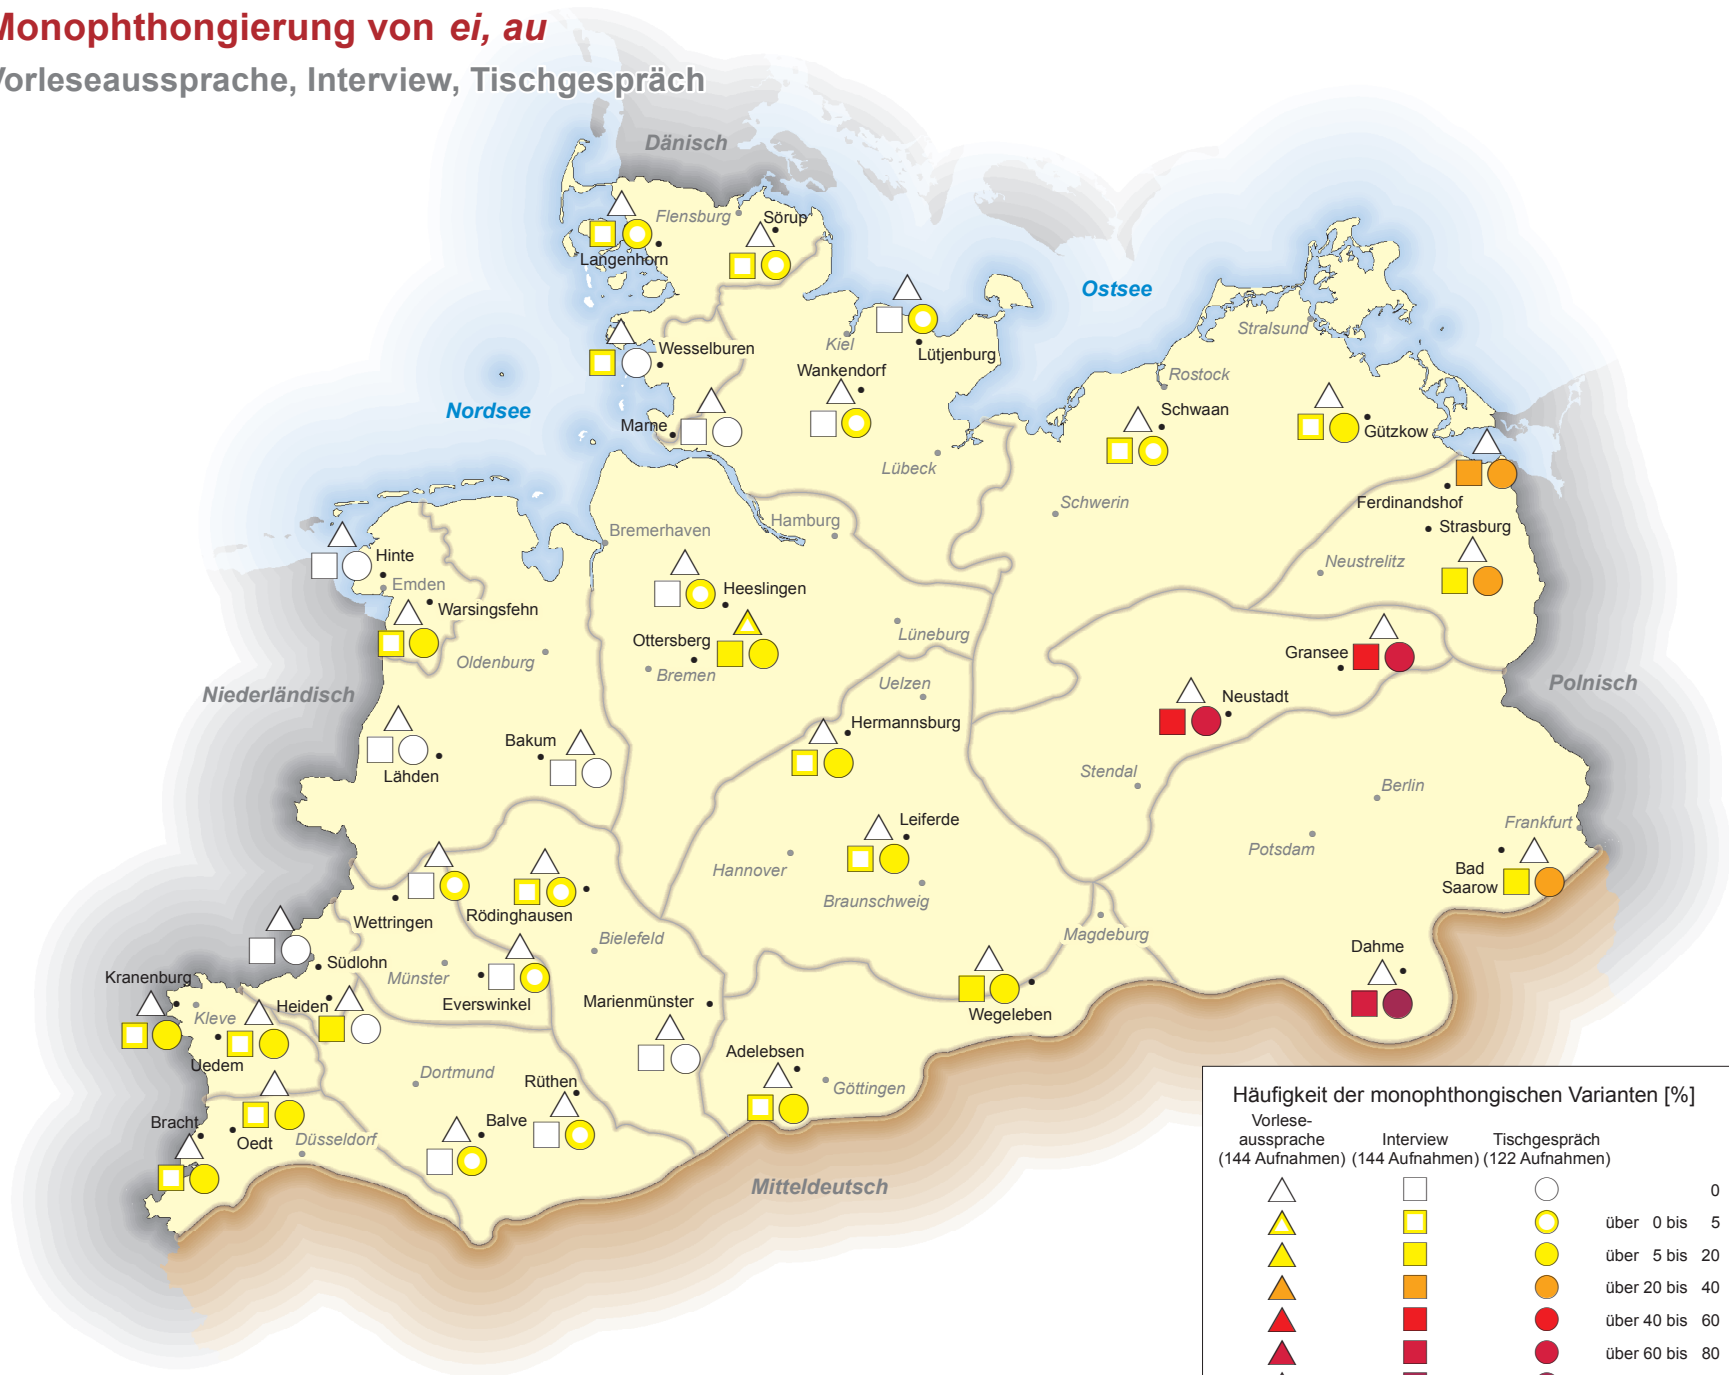 Monophthongierung von ei, au
Vorleseaussprache, Interview, Tischgespräch
Dänisch
Flensburg
Sörup
Langenhorn
Ostsee
Stralsund
Kiel
Lütjenburg
Wesselburen
Wankendorf
Rostock
Nordsee
Schwaan
Marne
Gützkow
Lübeck
Schwerin
Ferdinandshof
Strasburg
Hamburg
Bremerhaven
Hinte
Emden
Neustrelitz
Heeslingen
Warsingsfehn
Lüneburg
Ottersberg
Oldenburg
Bremen
Gransee
Niederländisch
Uelzen
Polnisch
Neustadt
Hermannsburg
Bakum
Lähden
Stendal
Berlin
Leiferde
Frankfurt
Hannover
Potsdam
Bad
Saarow
Braunschweig
Wettringen
Rödinghausen
Bielefeld
Magdeburg
Dahme
Südlohn
Kranenburg
Münster
Heiden
Everswinkel
Marienmünster
Wegeleben
Kleve
Uedem
Adelebsen
Dortmund
Rüthen
Göttingen
Bracht
Oedt
Düsseldorf
Balve
Mitteldeutsch
Häufigkeit der monophthongischen Varianten [%]
Vorlese-
aussprache Interview Tischgespräch
(144 Aufnahmen) (144 Aufnahmen) (122 Aufnahmen)
0
über 0 bis 5
über 5 bis 20
über 20 bis 40
über 40 bis 60
über 60 bis 80